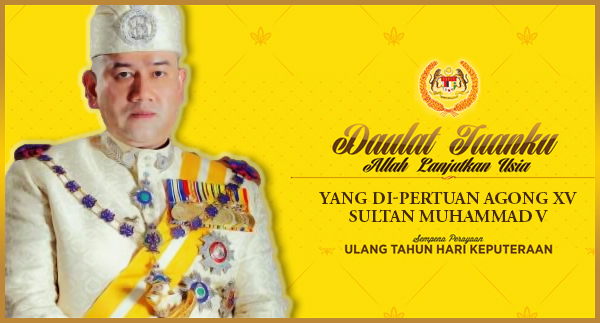 Daulat Tuanku
Allah Lanjutkan Usia
YANG DI-PERTUAN AGONG XV
SULTAN MUHAMMAD V
Sempena Perayaan
ULANG TAHUN HARI KEPUTERAAN